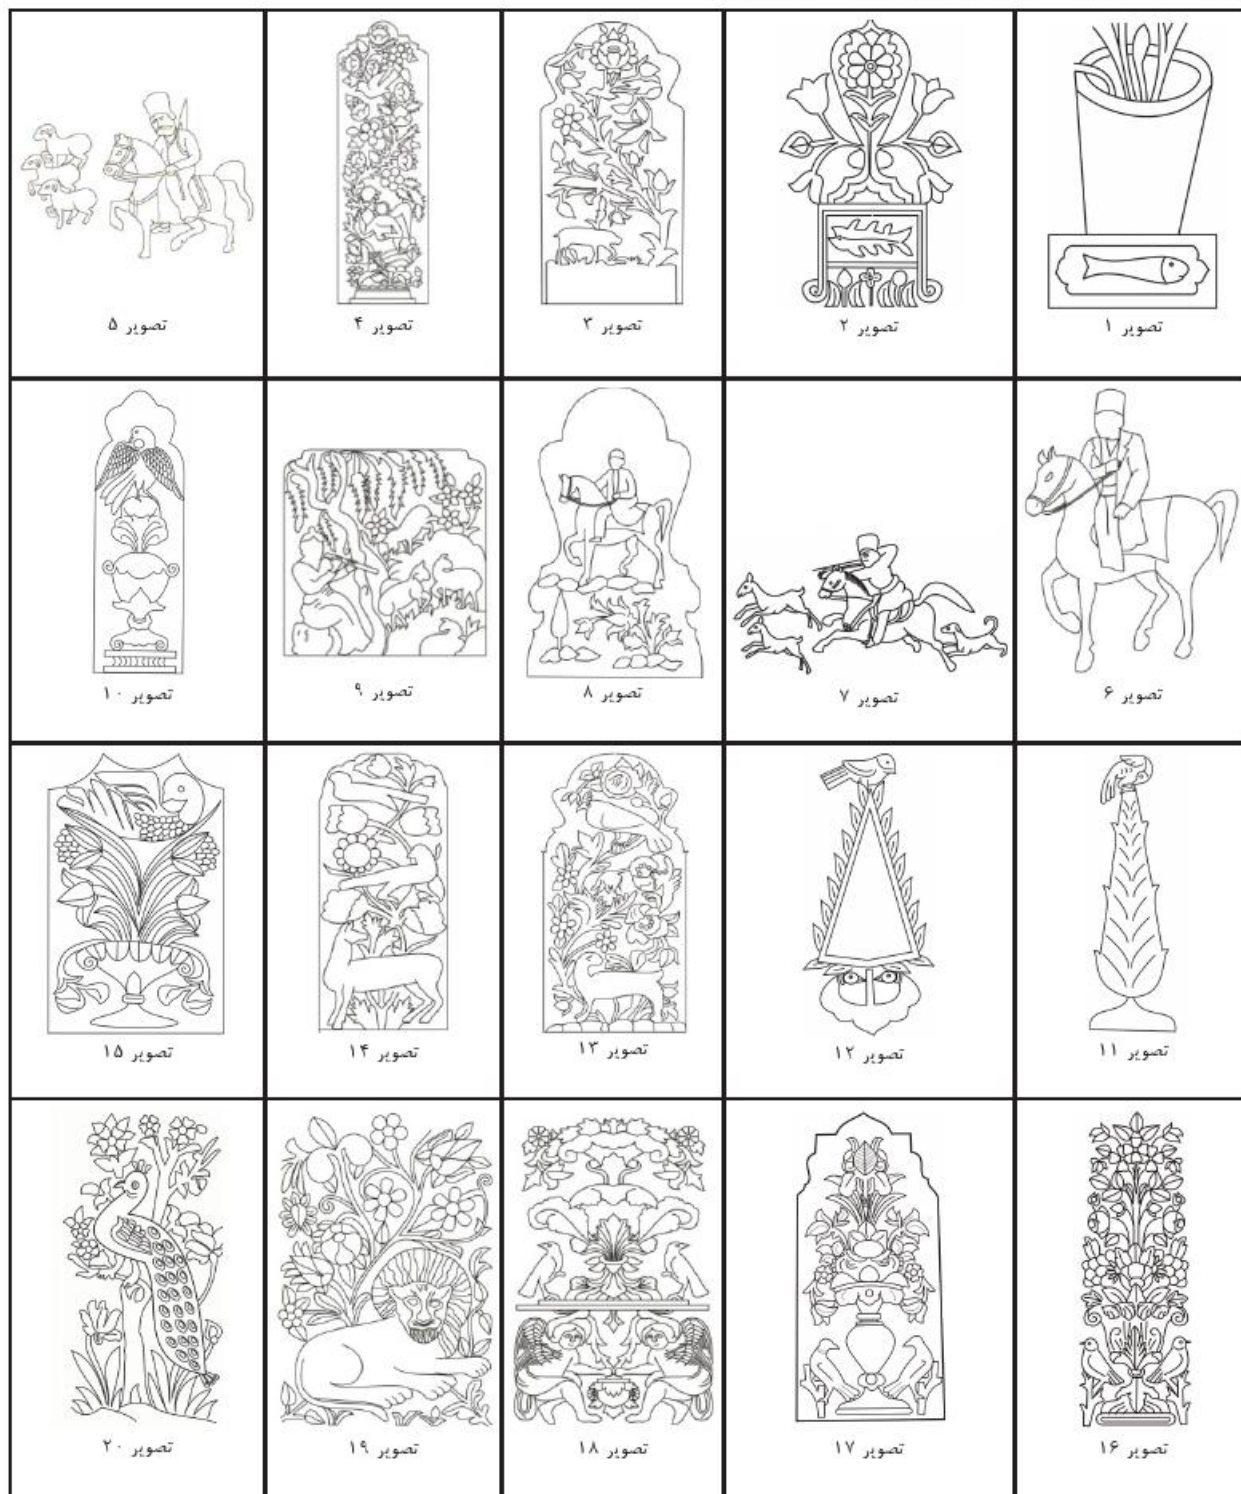 تصویر ۱
تصویر ۲
تصویر ۳
تصویر ۴
تصویر ۵
تصویر ۶
تصویر ۷
تصویر ۸
تصویر ۹
تصویر ۱۰
تصویر ۱۱
تصویر ۱۲
تصویر ۱۳
تصویر ۱۴
تصویر ۱۵
تصویر ۱۶
تصویر ۱۷
تصویر ۱۸
تصویر ۱۹
تصویر ۲۰